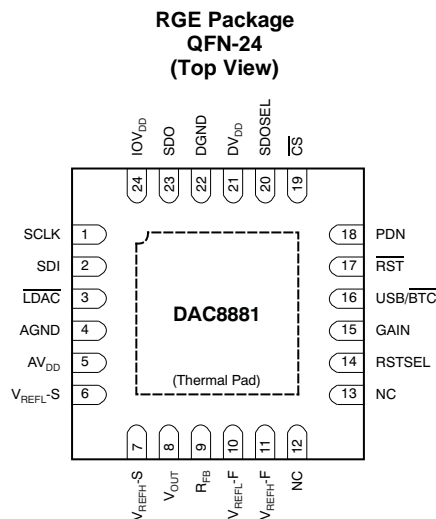 RGE Package
QFN-24
(Top View)
IOVDD
SDO
DGND
DVDD
SDOSEL
CS
24
23
22
21
20
19
SCLK 1
SDI 2
LDAC 3
AGND 4
AVDD 5
VREFL-S 6
18 PDN
17 RST
16 USB/BTC
15 GAIN
14 RSTSEL
13 NC
DAC8881
(Thermal Pad)
7
8
9
10
11
12
VREFH-S
VOUT
RFB
VREFL-F
VREFH-F
NC